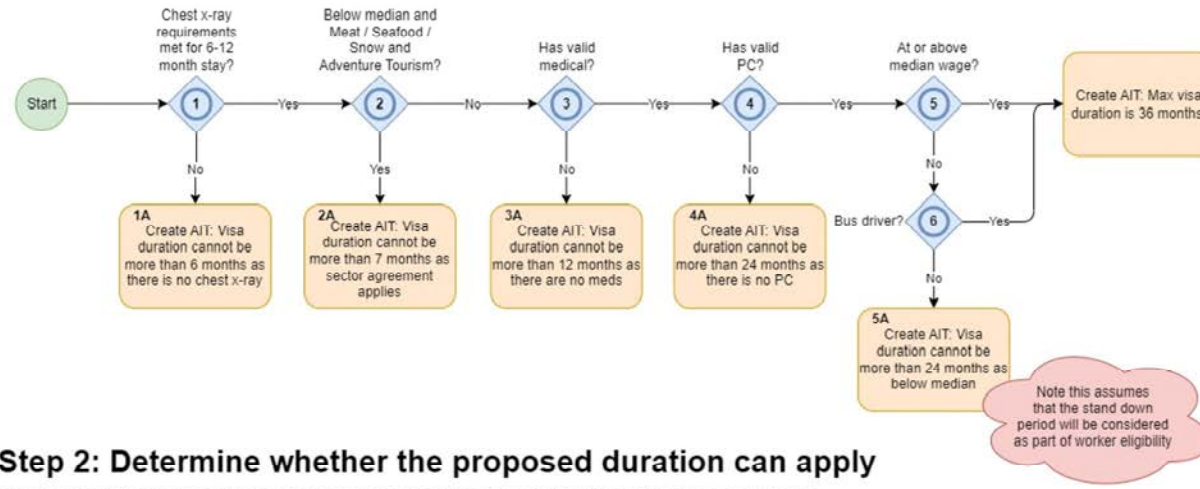 Chest x-ray
requirements
met for 6-12
month stay?
Below median and
Meat / Seafood /
Snow and
Adventure Tourism?
Has valid
medical?
Has valid
PC?
At or above
median wage?
Start
1
Yes
2
No
3
Yes
4
Yes
5
Yes
Create AIT: Max visa
duration is 36 months
No
Yes
No
No
No
1A
Create AIT: Visa
duration cannot be
more than 6 months as
there is no chest x-ray
2A
Create AIT: Visa
duration cannot be
more than 7 months as
sector agreement
applies
3A
Create AIT: Visa
duration cannot be
more than 12 months as
there are no meds
4A
Create AIT: Visa
duration cannot be
more than 24 months as
there is no PC
Bus driver?
6
Yes
No
5A
Create AIT: Visa
duration cannot be
more than 24 months as
below median
Note this assumes
that the stand down
period will be considered
as part of worker eligibility
Step 2: Determine whether the proposed duration can apply